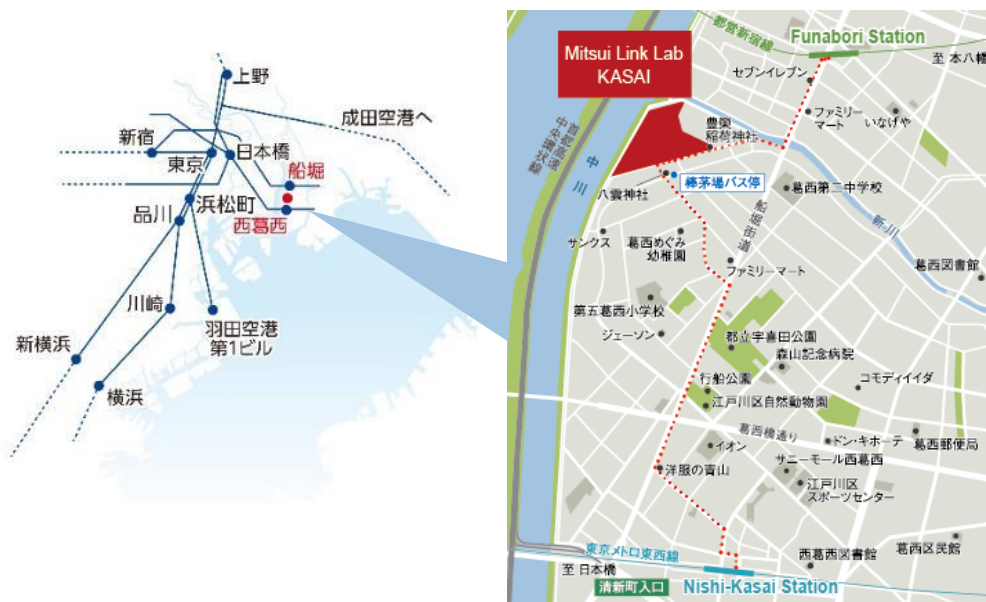 上野
成田空港へ
新宿
東京
日本橋
船堀
品川
浜松町
西葛西
川崎
羽田空港
第1ビル
新横浜
横浜
都営新宿線
Funabori Station
至 本八幡
Mitsui Link Lab
KASAI
セブンイレブン
ファミリー
マート
いなげや
首都高速
中央環状線
中川
豊榮
稲荷神社
八雲神社
棒茅場バス停
葛西第二中学校
船堀街道
新川
サンクス
葛西めぐみ
幼稚園
ファミリーマート
葛西図書館
第五葛西小学校
ジェーソン
都立宇喜田公園
森山記念病院
行船公園
コモディイイダ
江戸川区自然動物園
葛西橋通り
イオン
ドン・キホーテ
葛西郵便局
洋服の青山
サニーモール西葛西
江戸川区
スポーツセンター
東京メトロ東西線
西葛西図書館
葛西区民館
至 日本橋
清新町入口
Nishi-Kasai Station